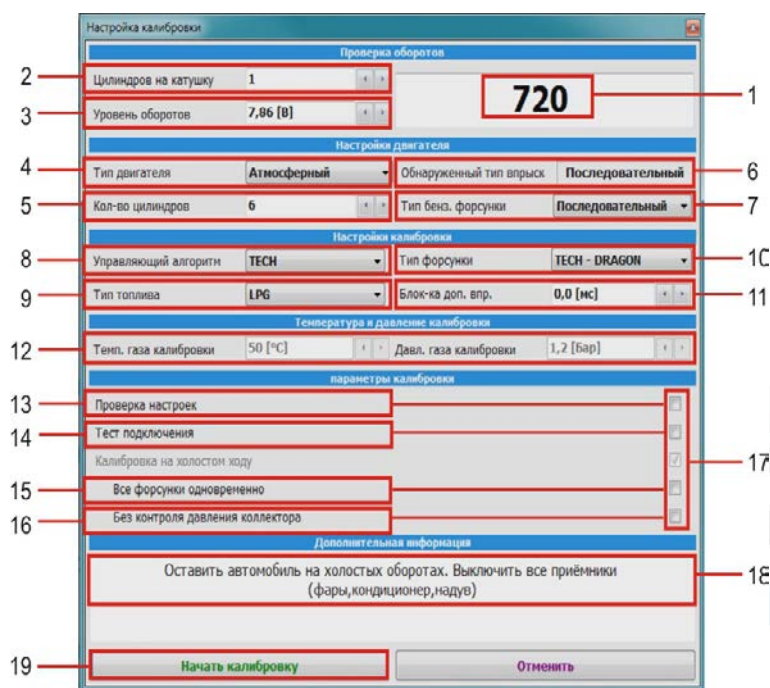 Настройка калибровки
Проверка оборотов
2 Цилиндров на катушку 1 720 1
3 Уровень оборотов 7,86 [В]
Настройки двигателя
4 Тип двигателя Атмосферный Обнаруженный тип впрыск Последовательный 6
5 Кол-во цилиндров 6 Тип бенз. форсунки Последовательный 7
Настройки калибровки
8 Управляющий алгоритм TECH Тип форсунки TECH - DRAGON 10
9 Тип топлива LPG Блок-ка доп. впр. 0,0 [мс] 11
Температура и давление калибровки
12 Темп. газа калибровки 50 [°C] Давл. газа калибровки 1,2 [Бар]
параметры калибровки
13 Проверка настроек
14 Тест подключения
Калибровка на холостом ходу 17
15 Все форсунки одновременно
16 Без контроля давления коллектора
Дополнительная информация
Оставить автомобиль на холостых оборотах. Выключить все приёмники 18
(фары,кондиционер,надув)
19 Начать калибровку Отменить